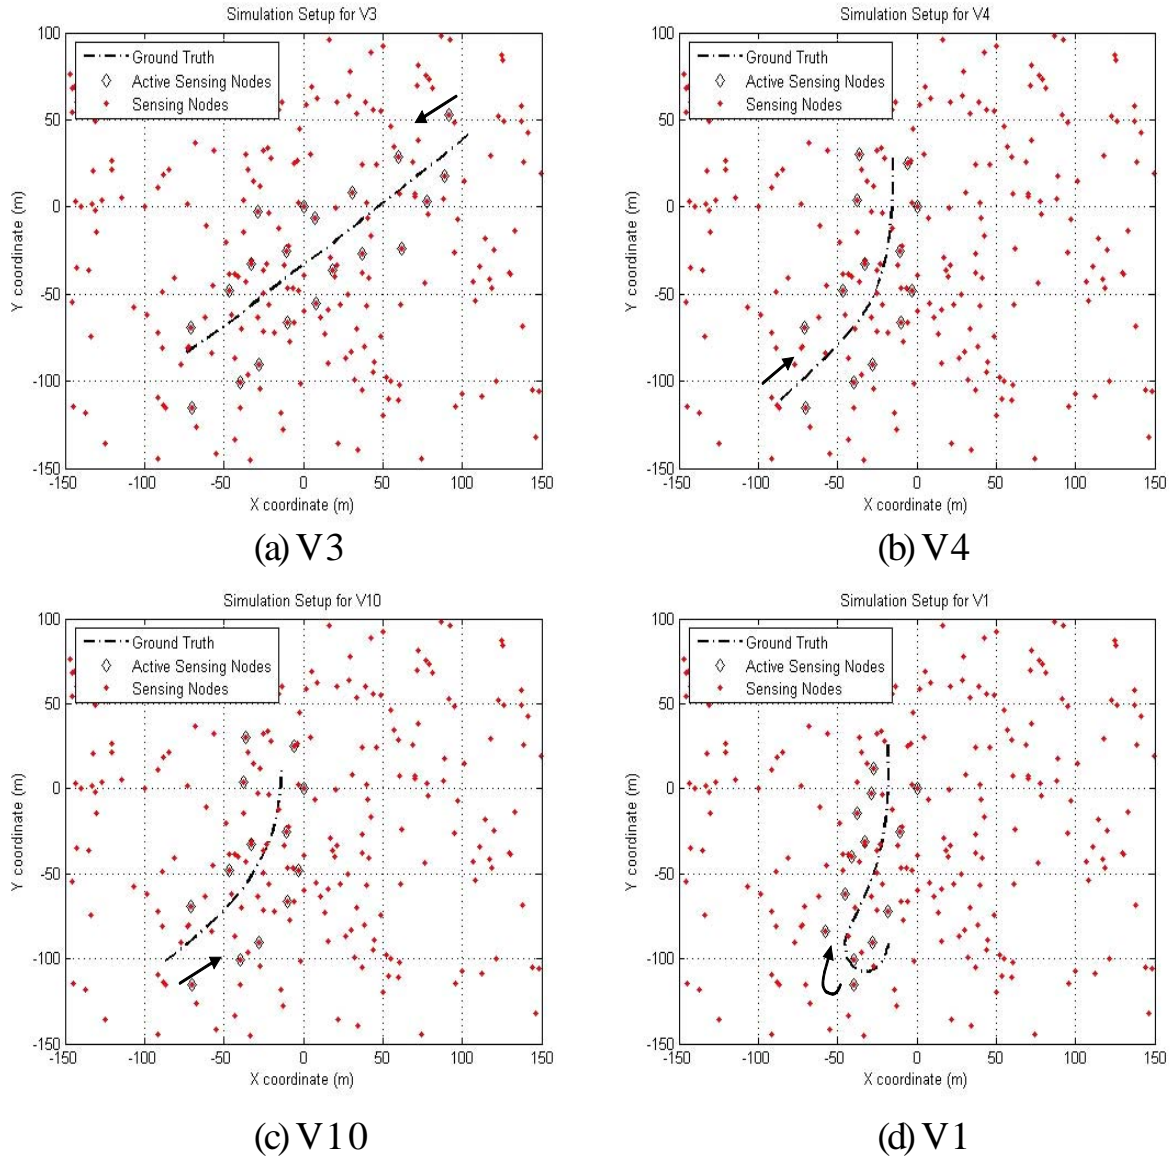 Simulation Setup for V3
Ground Truth
Active Sensing Nodes
Sensing Nodes
100
50
0
-50
-100
-150
Y coordinate (m)
-150 -100 -50 0 50 100 150
X coordinate (m)
(a) V3
Simulation Setup for V4
Ground Truth
Active Sensing Nodes
Sensing Nodes
100
50
0
-50
-100
-150
Y coordinate (m)
-150 -100 -50 0 50 100 150
X coordinate (m)
(b) V4
Simulation Setup for V10
Ground Truth
Active Sensing Nodes
Sensing Nodes
100
50
0
-50
-100
-150
Y coordinate (m)
-150 -100 -50 0 50 100 150
X coordinate (m)
(c) V10
Simulation Setup for V1
Ground Truth
Active Sensing Nodes
Sensing Nodes
100
50
0
-50
-100
-150
Y coordinate (m)
-150 -100 -50 0 50 100 150
X coordinate (m)
(d) V1